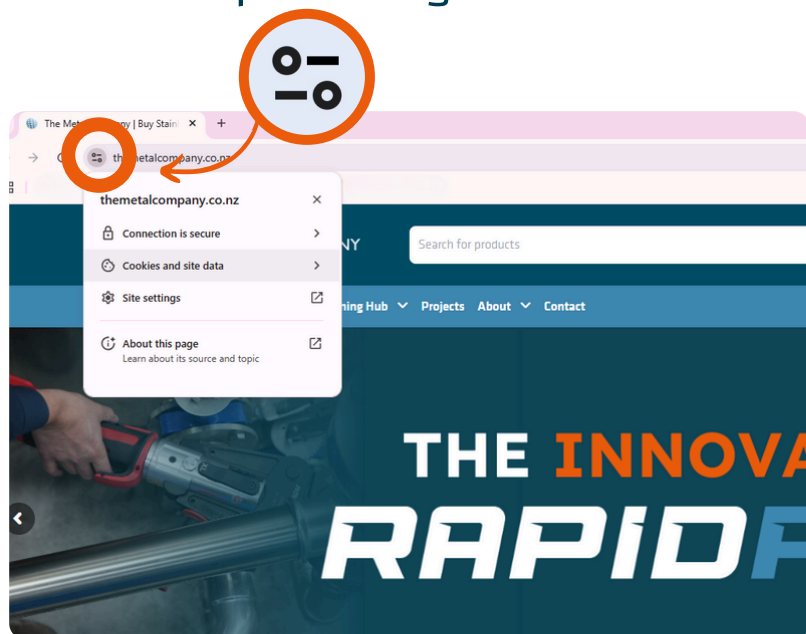 The Met ny | Buy Stain
themetalcompany.co.nz
themetalcompany.co.nz
Connection is secure
Cookies and site data
Site settings
About this page
Learn about its source and topic
NY
Search for products
ning Hub
Projects
About
Contact
THE INNOVA
RAPID